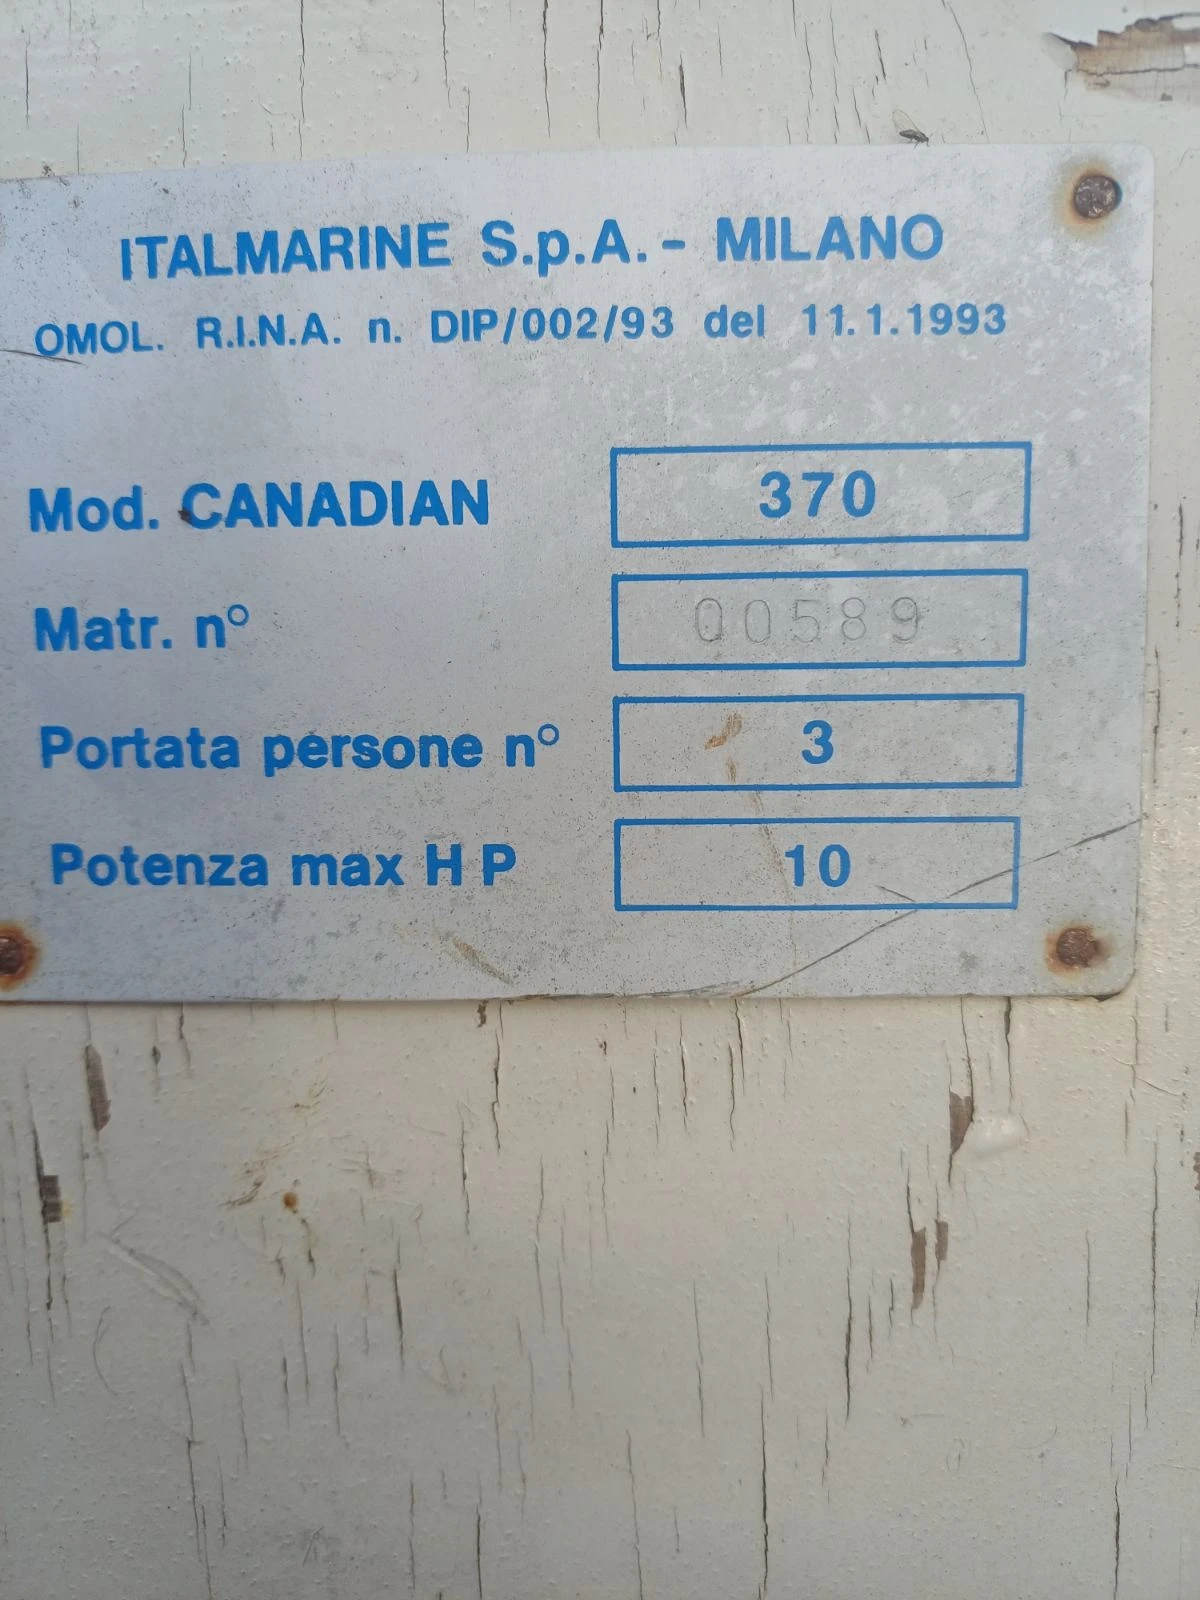 ITALMARINE S.p.A. - MILANO
OMOL. R.I.N.A. n. DIP/002/93 del 11.1.1993
Mod. CANADIAN 370
Matr. n° 00589
Portata persone n° 3
Potenza max HP 10